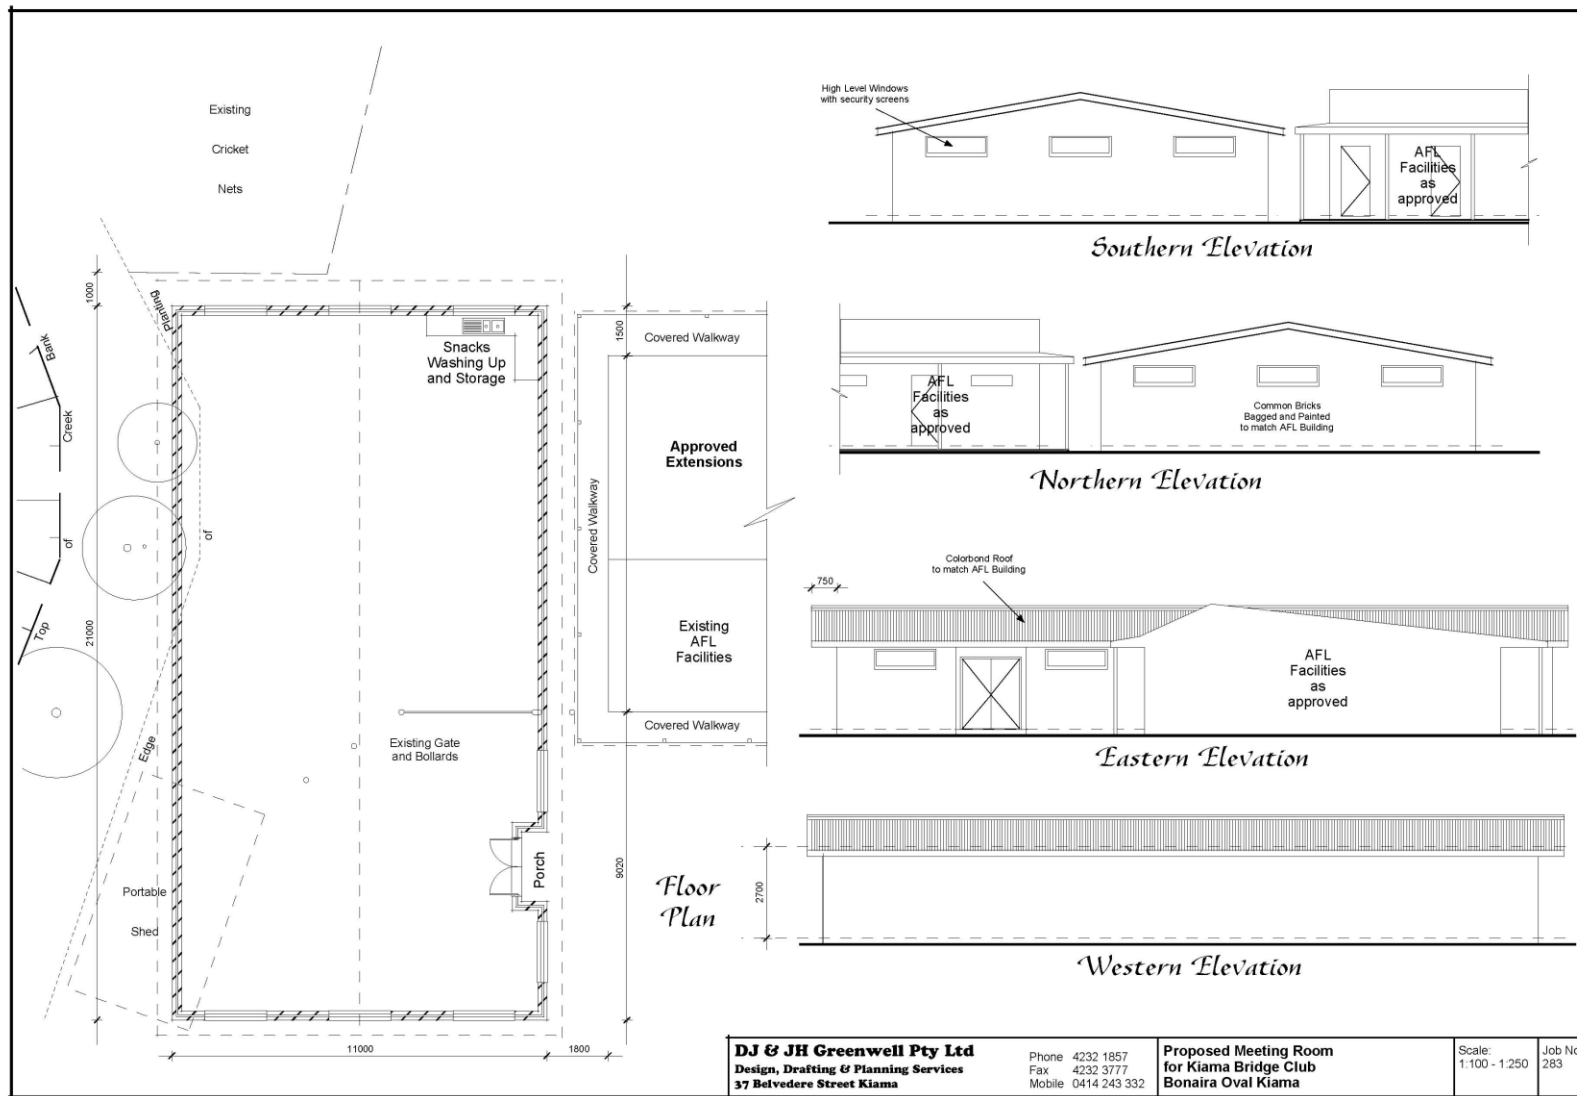 Existing
Cricket
Nets
Planting
Bank
Creek
of
Top
of
Edge
1000
21000
Snacks
Washing Up
and Storage
1500
Covered Walkway
Approved
Extensions
Covered Walkway
Existing
AFL
Facilities
Covered Walkway
Existing Gate
and Bollards
Porch
9020
Portable
Shed
11000
1800
Floor
Plan
High Level Windows
with security screens
AFL
Facilities
as
approved
Southern Elevation
AFL
Facilities
as
approved
Common Bricks
Bagged and Painted
to match AFL Building
Northern Elevation
Colorbond Roof
to match AFL Building
750
AFL
Facilities
as
approved
Eastern Elevation
2700
Western Elevation
DJ & JH Greenwell Pty Ltd
Design, Drafting & Planning Services
37 Belvedere Street Kiama
Phone 4232 1857
Fax 4232 3777
Mobile 0414 243 332
Proposed Meeting Room
for Kiama Bridge Club
Bonaira Oval Kiama
Scale:
1:100 - 1:250
Job No
283